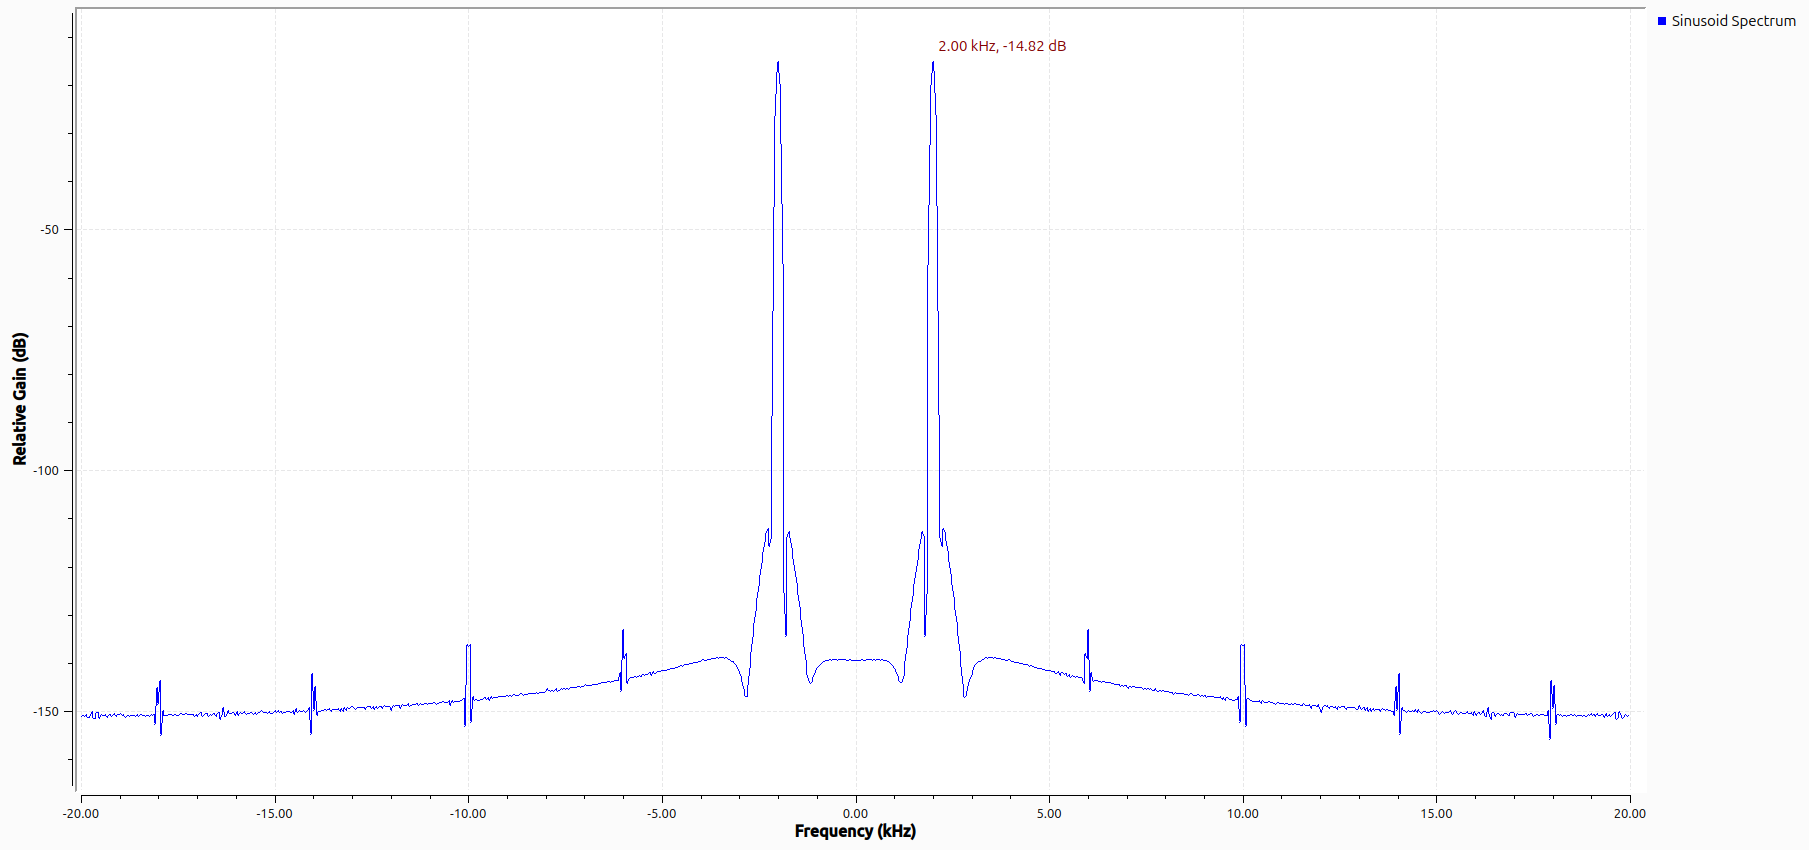 Sinusoid Spectrum
2.00 kHz, -14.82 dB
Relative Gain (dB)
-50
-100
-150
-20.00 -15.00 -10.00 -5.00 0.00 5.00 10.00 15.00 20.00
Frequency (kHz)